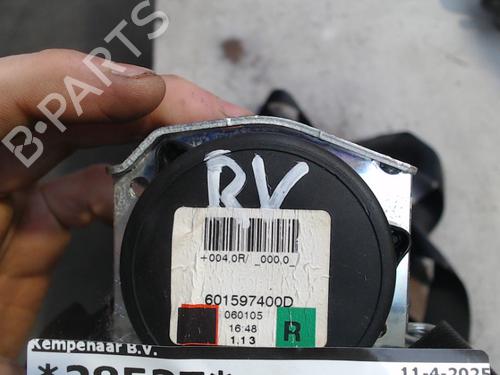 B-PARTS
RV
+004,0R/ _000,0_
601597400D
060105
16:48
R
1.13
Kempenaar B.V.
11-4-2025